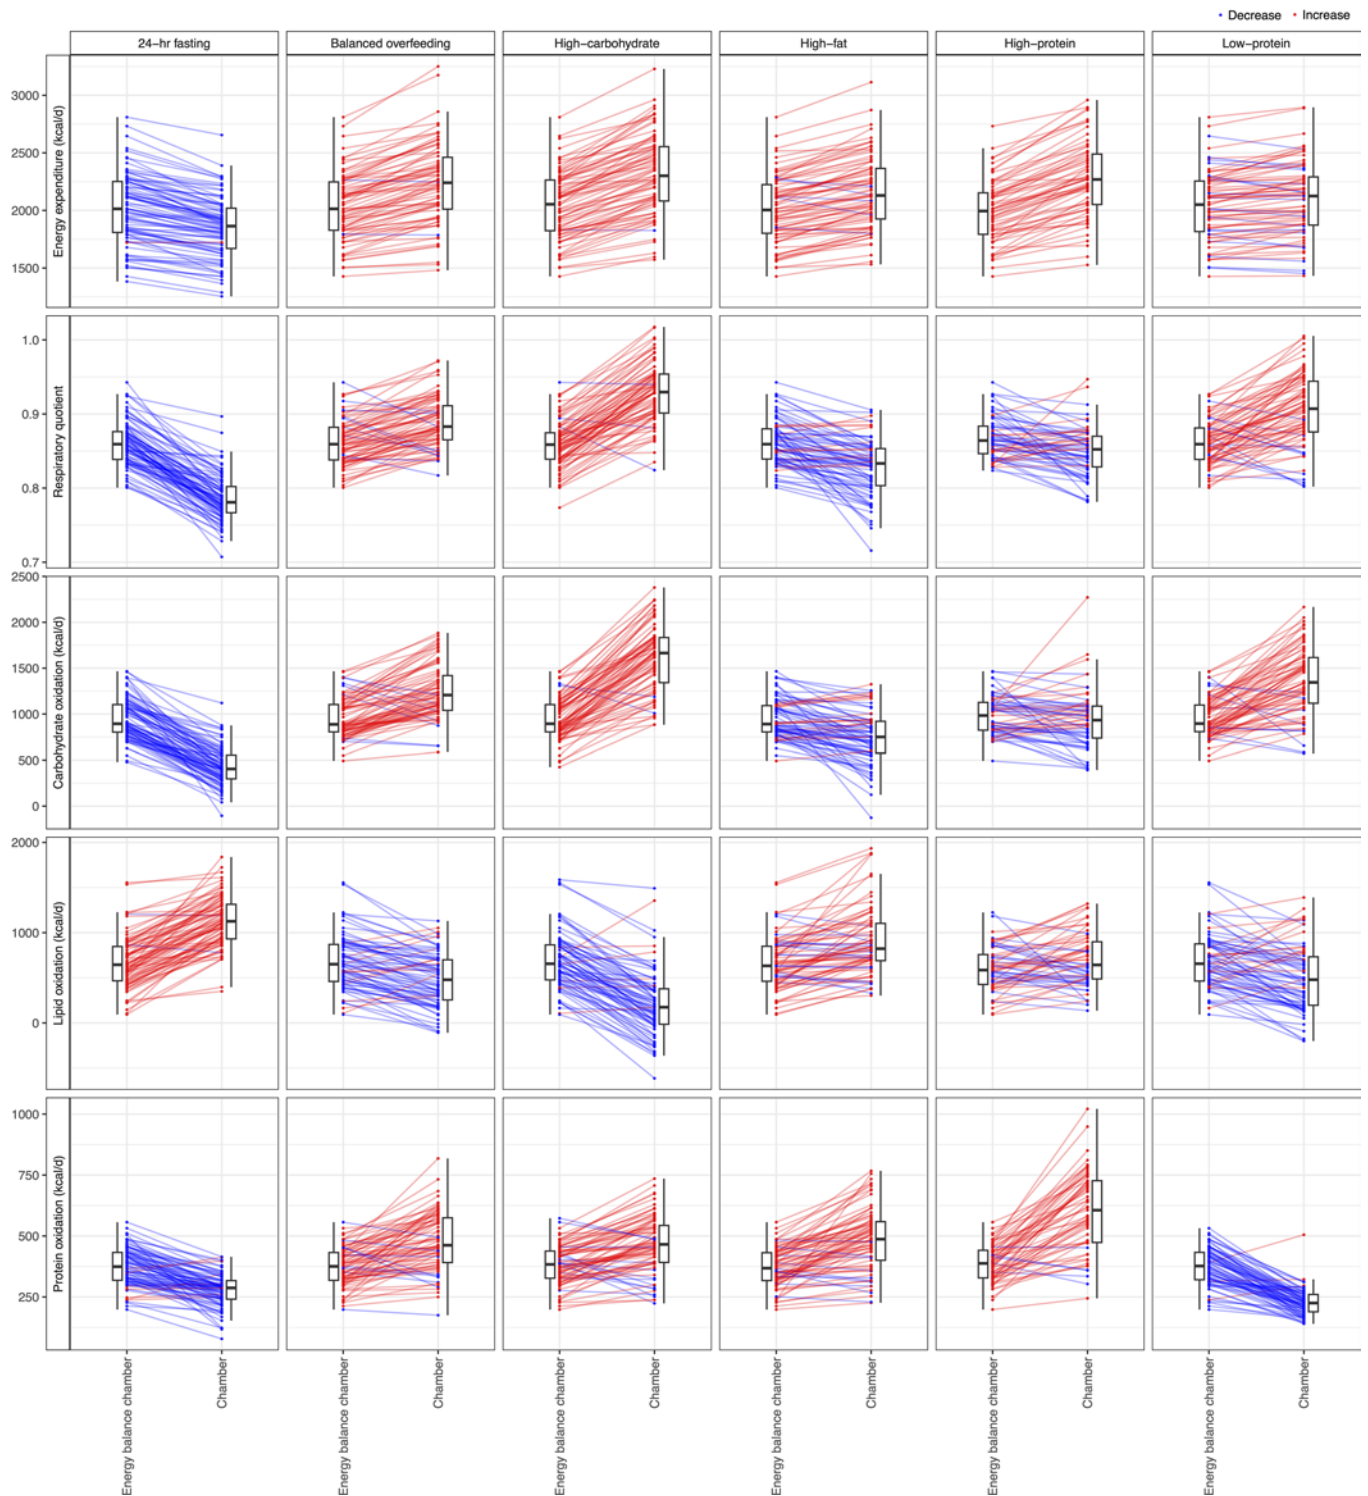 Decrease Increase
24−hr fasting Balanced overfeeding High−carbohydrate High−fat High−protein Low−protein
Energy expenditure (kcal/d)
3000
2500
2000
1500
Respiratory quotient
1.0
0.9
0.8
0.7
Carbohydrate oxidation (kcal/d)
2500
2000
1500
1000
500
0
Lipid oxidation (kcal/d)
2000
1000
0
Protein oxidation (kcal/d)
1000
750
500
250
Energy balance chamber Chamber Energy balance chamber Chamber Energy balance chamber Chamber Energy balance chamber Chamber Energy balance chamber Chamber Energy balance chamber Chamber